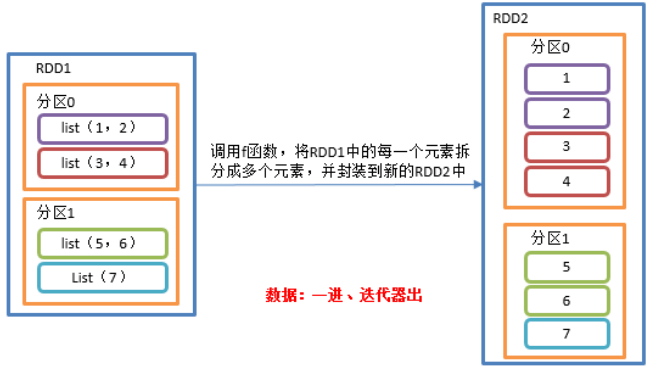 RDD1
分区0
list（1，2）
list（3，4）
分区1
list（5，6）
List（7）
调用f函数，将RDD1中的每一个元素拆
分成多个元素，并封装到新的RDD2中
数据：一进、迭代器出
RDD2
分区0
1
2
3
4
分区1
5
6
7